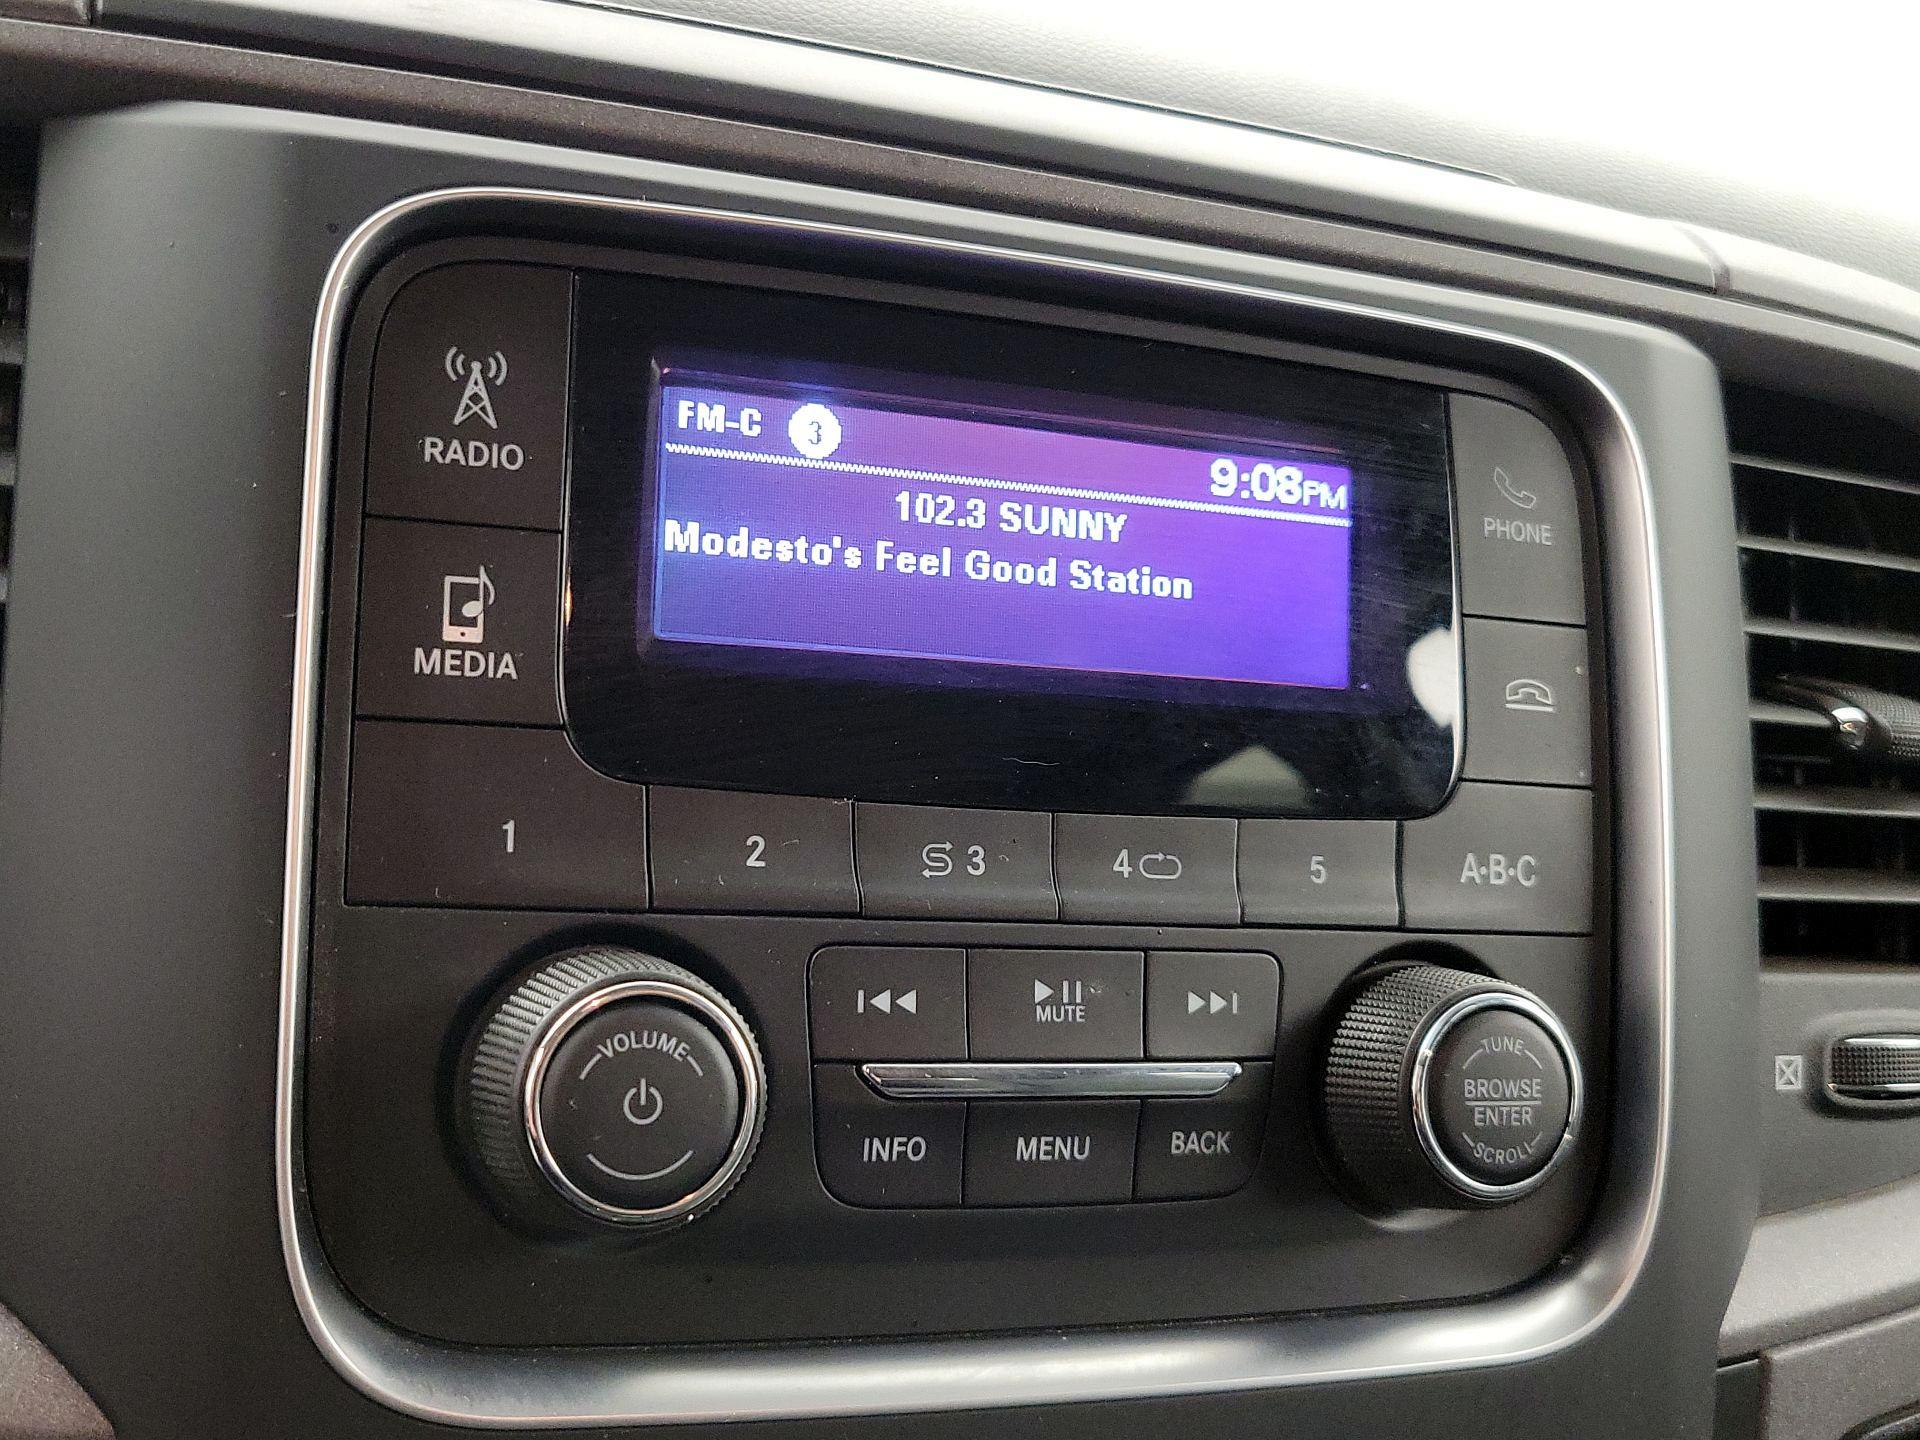 FM-C 3
9:08PM
102.3 SUNNY
Modesto's Feel Good Station
RADIO
MEDIA
PHONE
1
2
3
4
5
A·B·C
VOLUME
MUTE
INFO
MENU
BACK
TUNE
BROWSE
ENTER
SCROLL